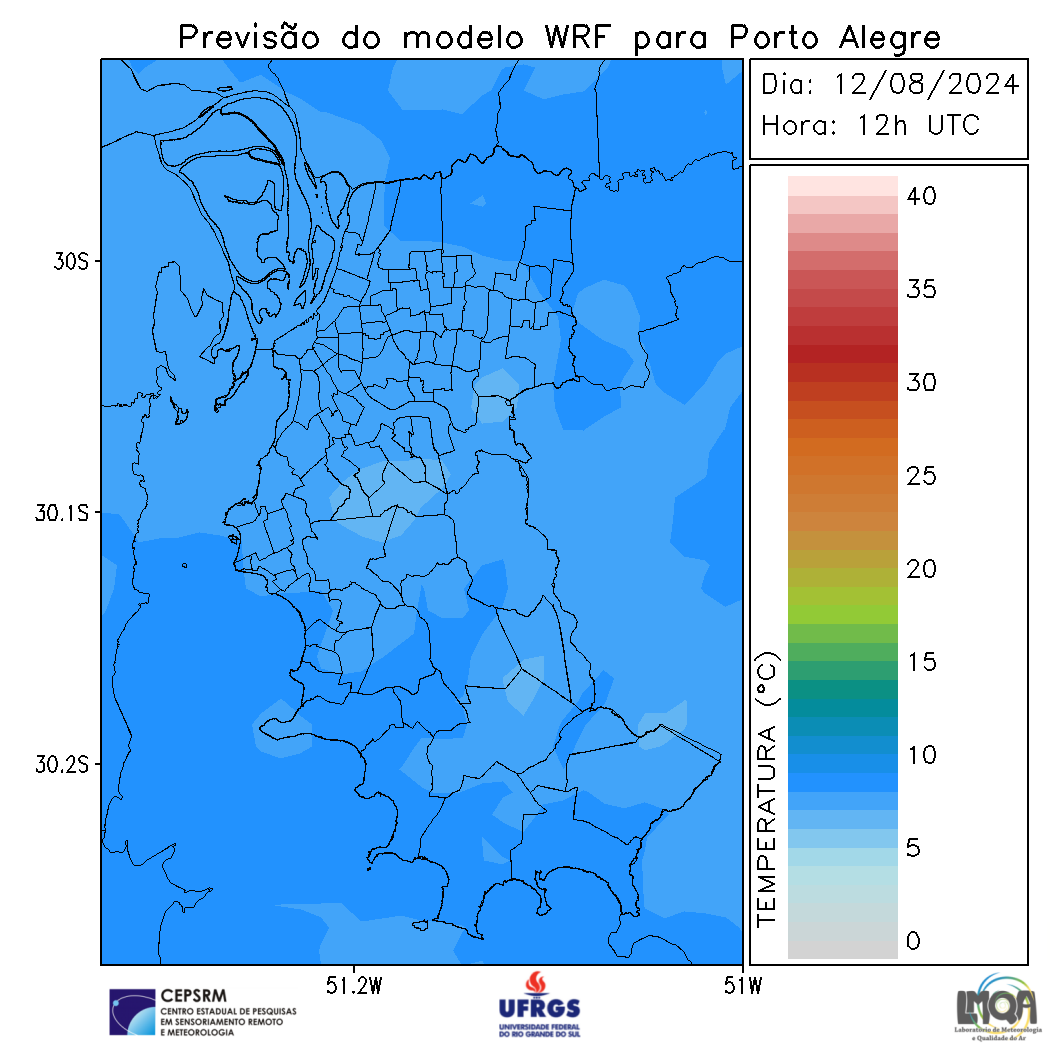 Previsão do modelo WRF para Porto Alegre
Dia: 12/08/2024
Hora: 12h UTC
40
35
30
25
20
15
10
5
0
TEMPERATURA (°C)
30S
30.1S
30.2S
51.2W
51W
CEPSRM
CENTRO ESTADUAL DE PESQUISAS
EM SENSORIAMENTO REMOTO
E METEOROLOGIA
UFRGS
UNIVERSIDADE FEDERAL
DO RIO GRANDE DO SUL
LMQA
Laboratório de Meteorologia
e Qualidade do Ar